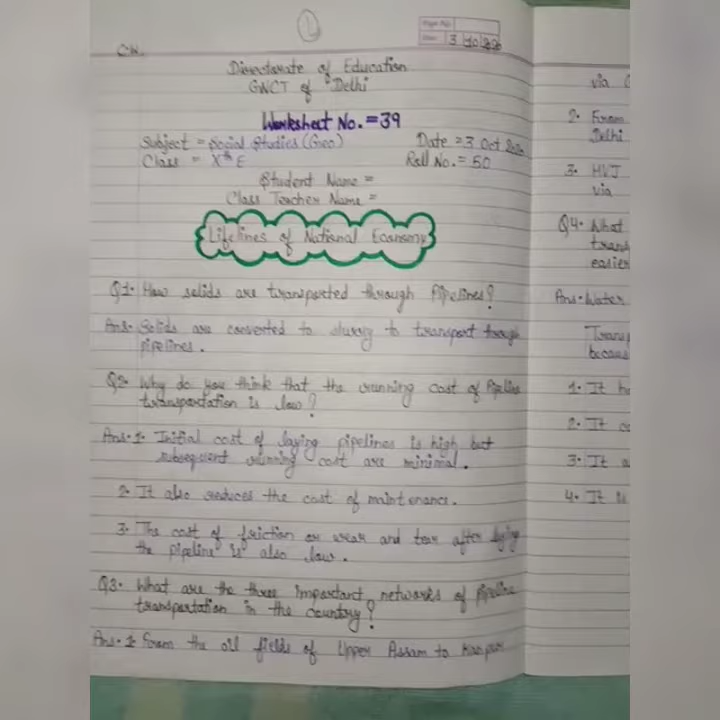 1
Page No.
Date 3 10 20
C.W.
Directorate of Education
GNCT of Delhi
Worksheet No. = 39
Subject = Social Studies (Geo)
Date = 3 Oct
Class = Xth E
Roll No. = 50
Student Name =
Class Teacher Name =
Lifelines of National Economy
Q1. How solids are transported through Pipelines?
Ans. Solids are converted to slurry to transport trough
pipelines.
Q2. Why do you think that the running cost of Pipeline
transportation is low?
Ans. 1. Initial cost of laying pipelines is high but
subsequent running cost are minimal.
2. It also reduces the cost of maintenance.
3. The cost of friction or wear and tear after laying
the pipeline is also low.
Q3. What are the three important networks of pipeline
transportation in the country?
Ans. 1. From the oil fields of Upper Assam to Kanpur
via
2. From
Delhi
3. HVJ
via
Q4. What
trans
easier
Ans. Water
Trans
becaus
1. It h
2. It c
3. It a
4. It is